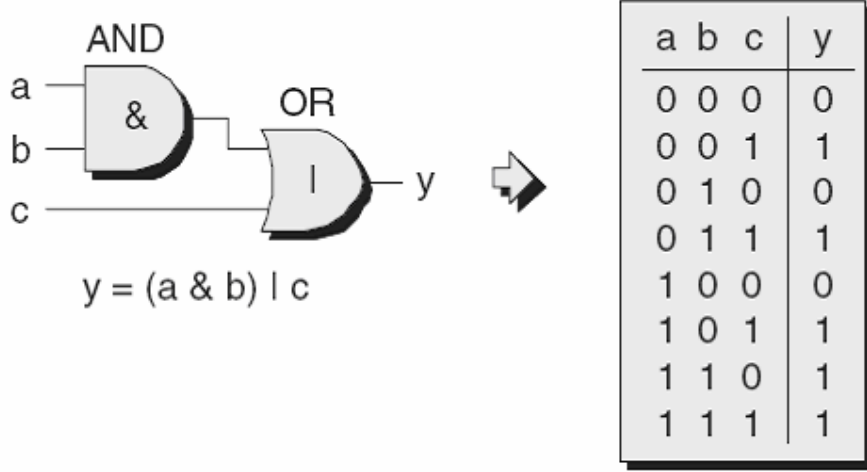 AND
a
&
b
OR
|
y
c
y = (a & b) | c
a b c y
0 0 0 0
0 0 1 1
0 1 0 0
0 1 1 1
1 0 0 0
1 0 1 1
1 1 0 1
1 1 1 1